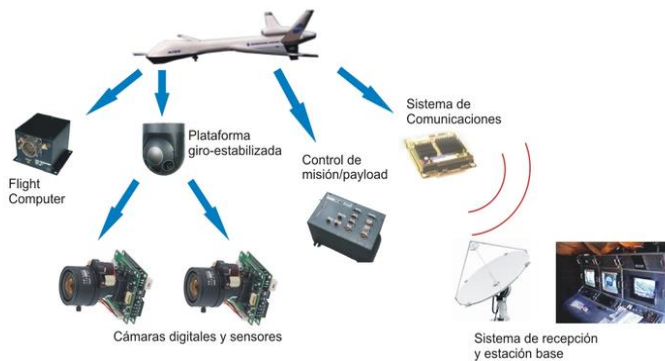 Sistema de
Comunicaciones
Plataforma
giro-estabilizada
Control de
misión/payload
Flight
Computer
Cámaras digitales y sensores
Sistema de recepción
y estación base